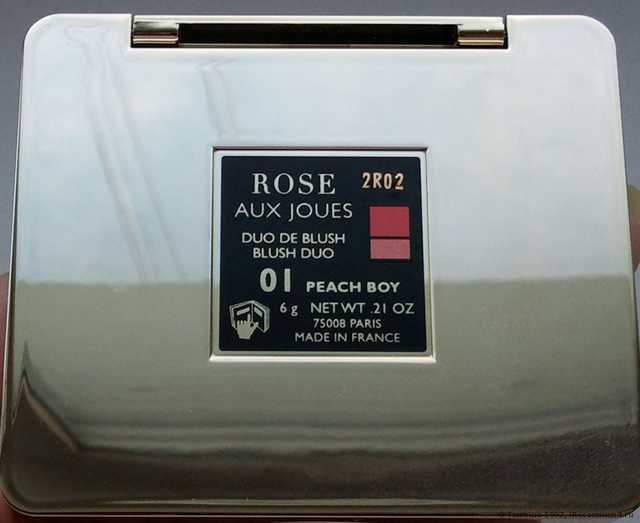 ROSE 2R02
AUX JOUES
DUO DE BLUSH
BLUSH DUO
01 PEACH BOY
6 g NET WT .21 OZ
75008 PARIS
MADE IN FRANCE